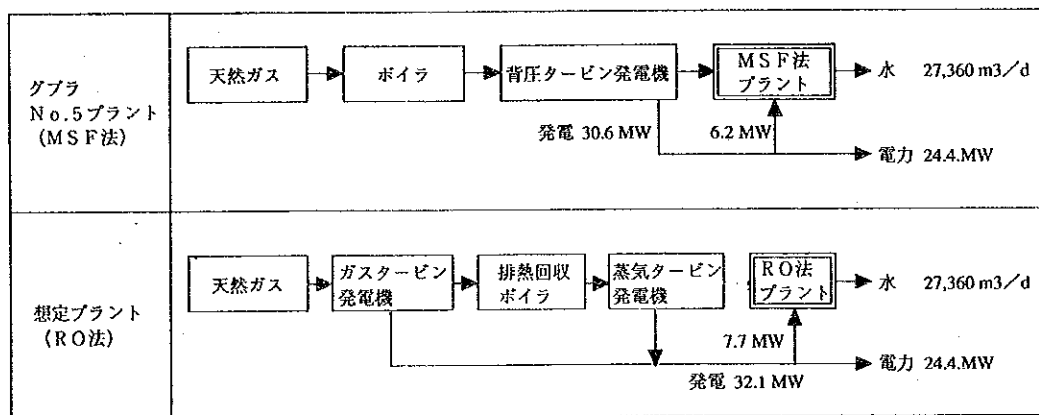 グブラ
No.5プラント
(MSF法)
天然ガス
ボイラ
背圧タービン発電機
MSF法
プラント
水 27,360 m3/d
発電 30.6 MW
6.2 MW
電力 24.4.MW
想定プラント
(RO法)
天然ガス
ガスタービン
発電機
排熱回収
ボイラ
蒸気タービン
発電機
RO法
プラント
水 27,360 m3/d
7.7 MW
電力 24.4.MW
発電 32.1 MW